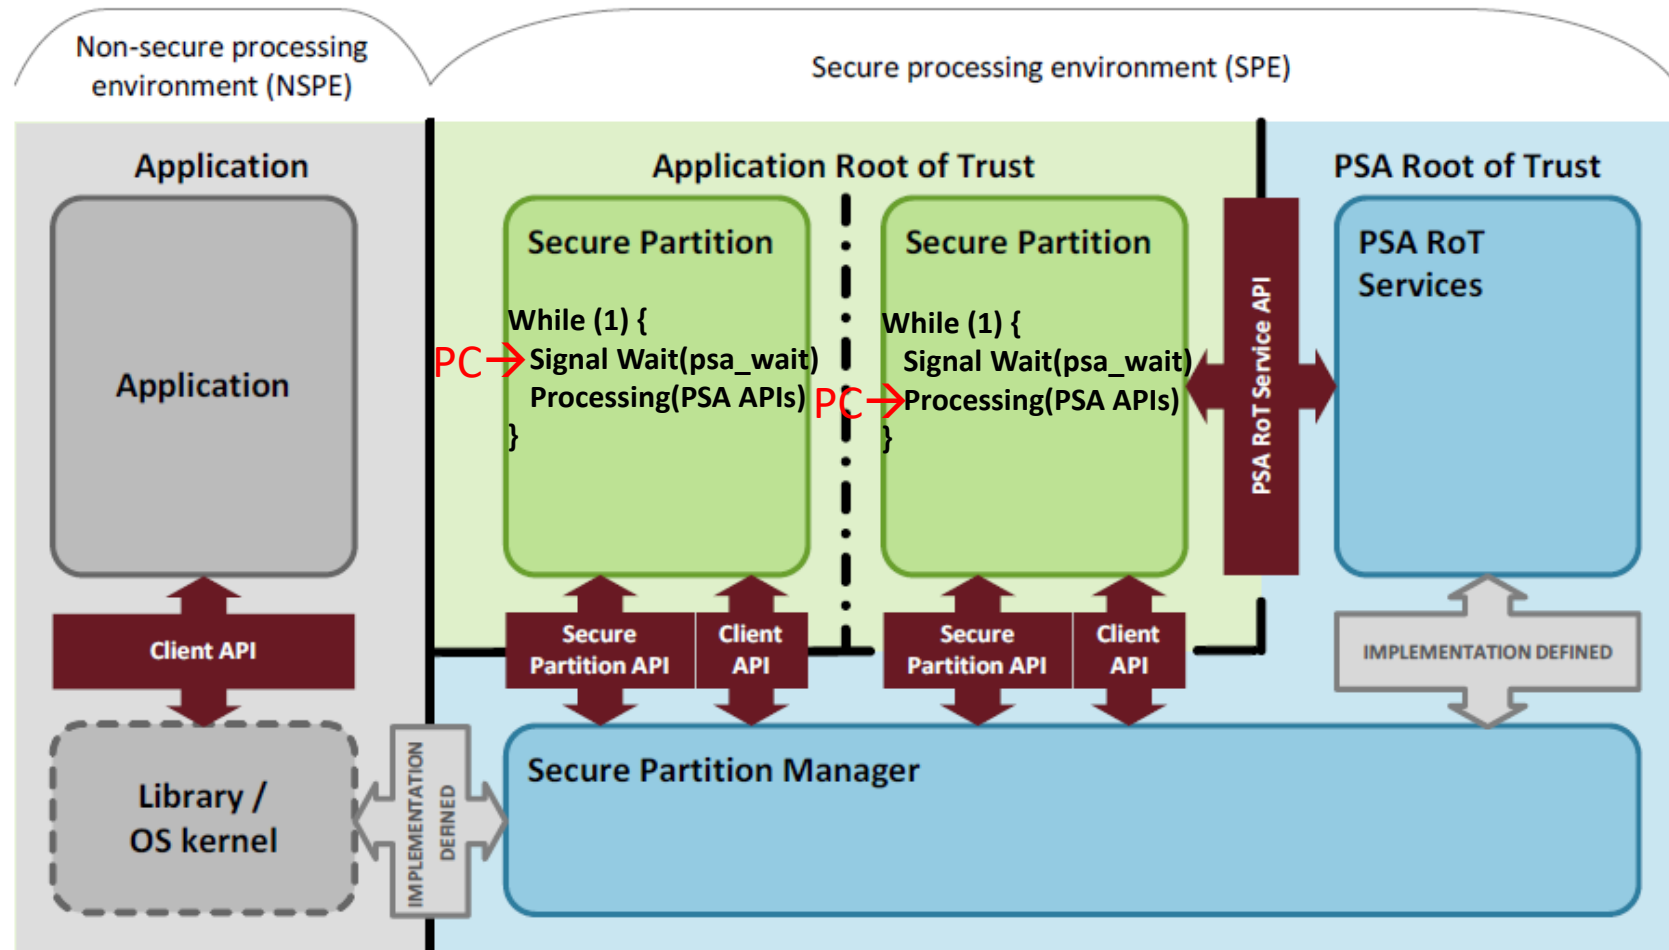 Non-secure processing
environment (NSPE)
Secure processing environment (SPE)
Application
Application Root of Trust
PSA Root of Trust
Application
Secure Partition
While (1) {
PC→ Signal Wait(psa_wait)
Processing(PSA APIs)
}
Secure Partition
While (1) {
Signal Wait(psa_wait)
PC→ Processing(PSA APIs)
}
PSA RoT Service API
PSA RoT
Services
Client API
Secure
Partition API
Client
API
Secure
Partition API
Client
API
IMPLEMENTATION DEFINED
Library /
OS kernel
IMPLEMENTATION
DEFINED
Secure Partition Manager